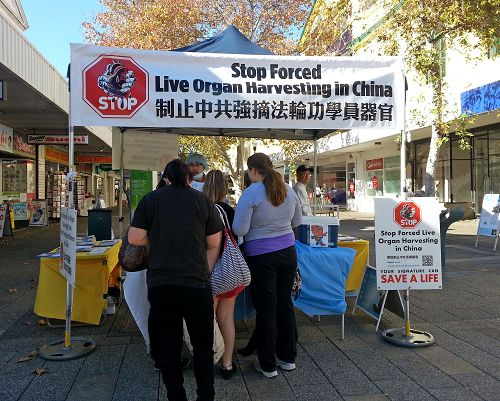 STOP
Stop Forced
Live Organ Harvesting in China
制止中共強摘法輪功學員器官
STOP
Stop Forced
Live Organ
Harvesting
in China
YOUR SIGNATURE CAN
SAVE A LIFE